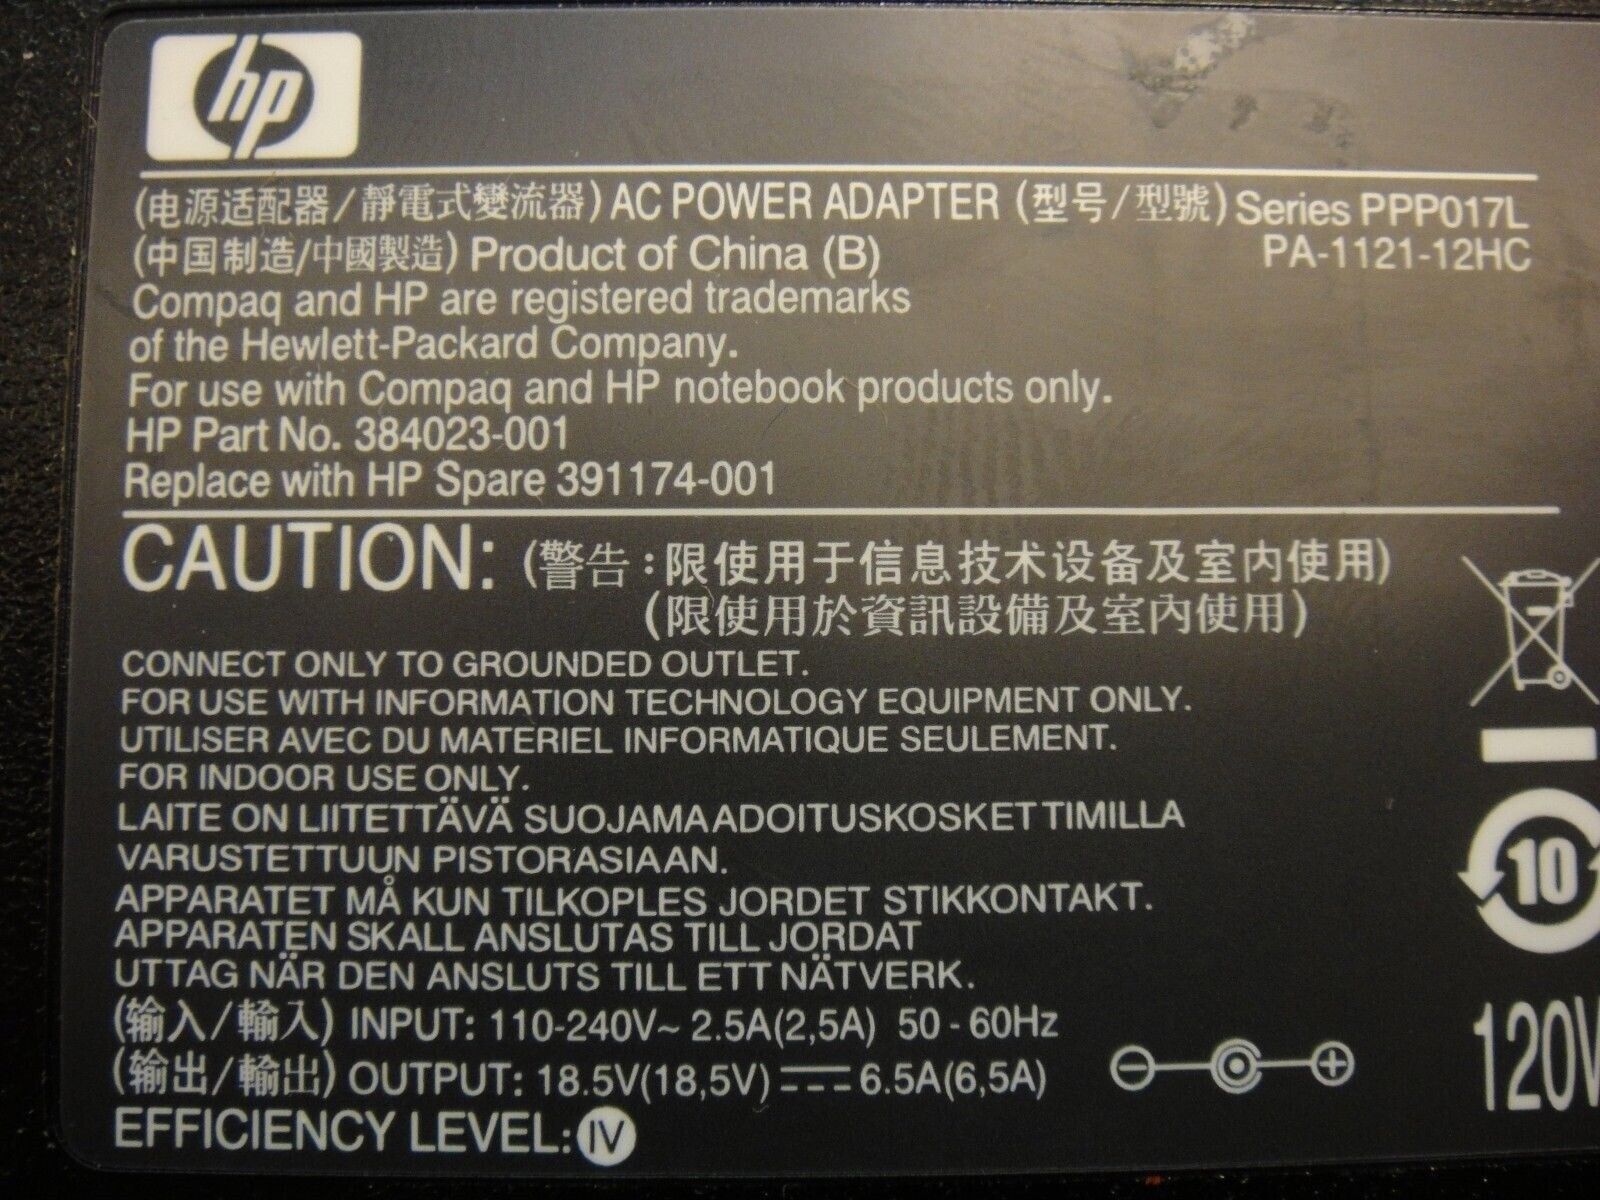 hp
(电源适配器/靜電式變流器) AC POWER ADAPTER (型号/型號) Series PPP017L
(中国制造/中國製造) Product of China (B) PA-1121-12HC
Compaq and HP are registered trademarks
of the Hewlett-Packard Company.
For use with Compaq and HP notebook products only.
HP Part No. 384023-001
Replace with HP Spare 391174-001
CAUTION: (警告:限使用于信息技术设备及室内使用)
(限使用於資訊設備及室內使用)
CONNECT ONLY TO GROUNDED OUTLET.
FOR USE WITH INFORMATION TECHNOLOGY EQUIPMENT ONLY.
UTILISER AVEC DU MATERIEL INFORMATIQUE SEULEMENT.
FOR INDOOR USE ONLY.
LAITE ON LIITETTÄVÄ SUOJAMAADOITUSKOSKETTIMILLA
VARUSTETTUUN PISTORASIAAN.
APPARATET MÅ KUN TILKOPLES JORDET STIKKONTAKT.
APPARATEN SKALL ANSLUTAS TILL JORDAT
UTTAG NÄR DEN ANSLUTS TILL ETT NÄTVERK.
(输入/輸入) INPUT: 110-240V~ 2.5A(2,5A) 50-60Hz
(输出/輸出) OUTPUT: 18.5V(18,5V) ⎓ 6.5A(6,5A)
EFFICIENCY LEVEL: IV
10
120V